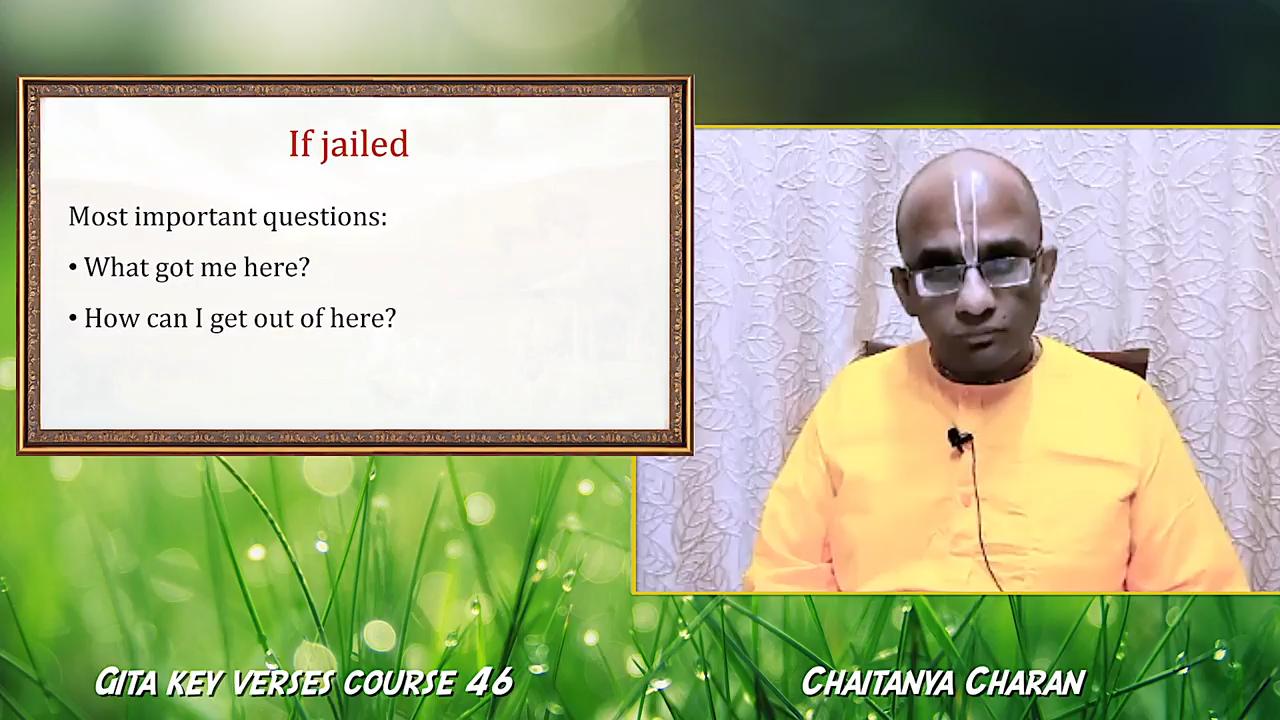 If jailed
Most important questions:
• What got me here?
• How can I get out of here?
Gita key verses course 46
Chaitanya Charan